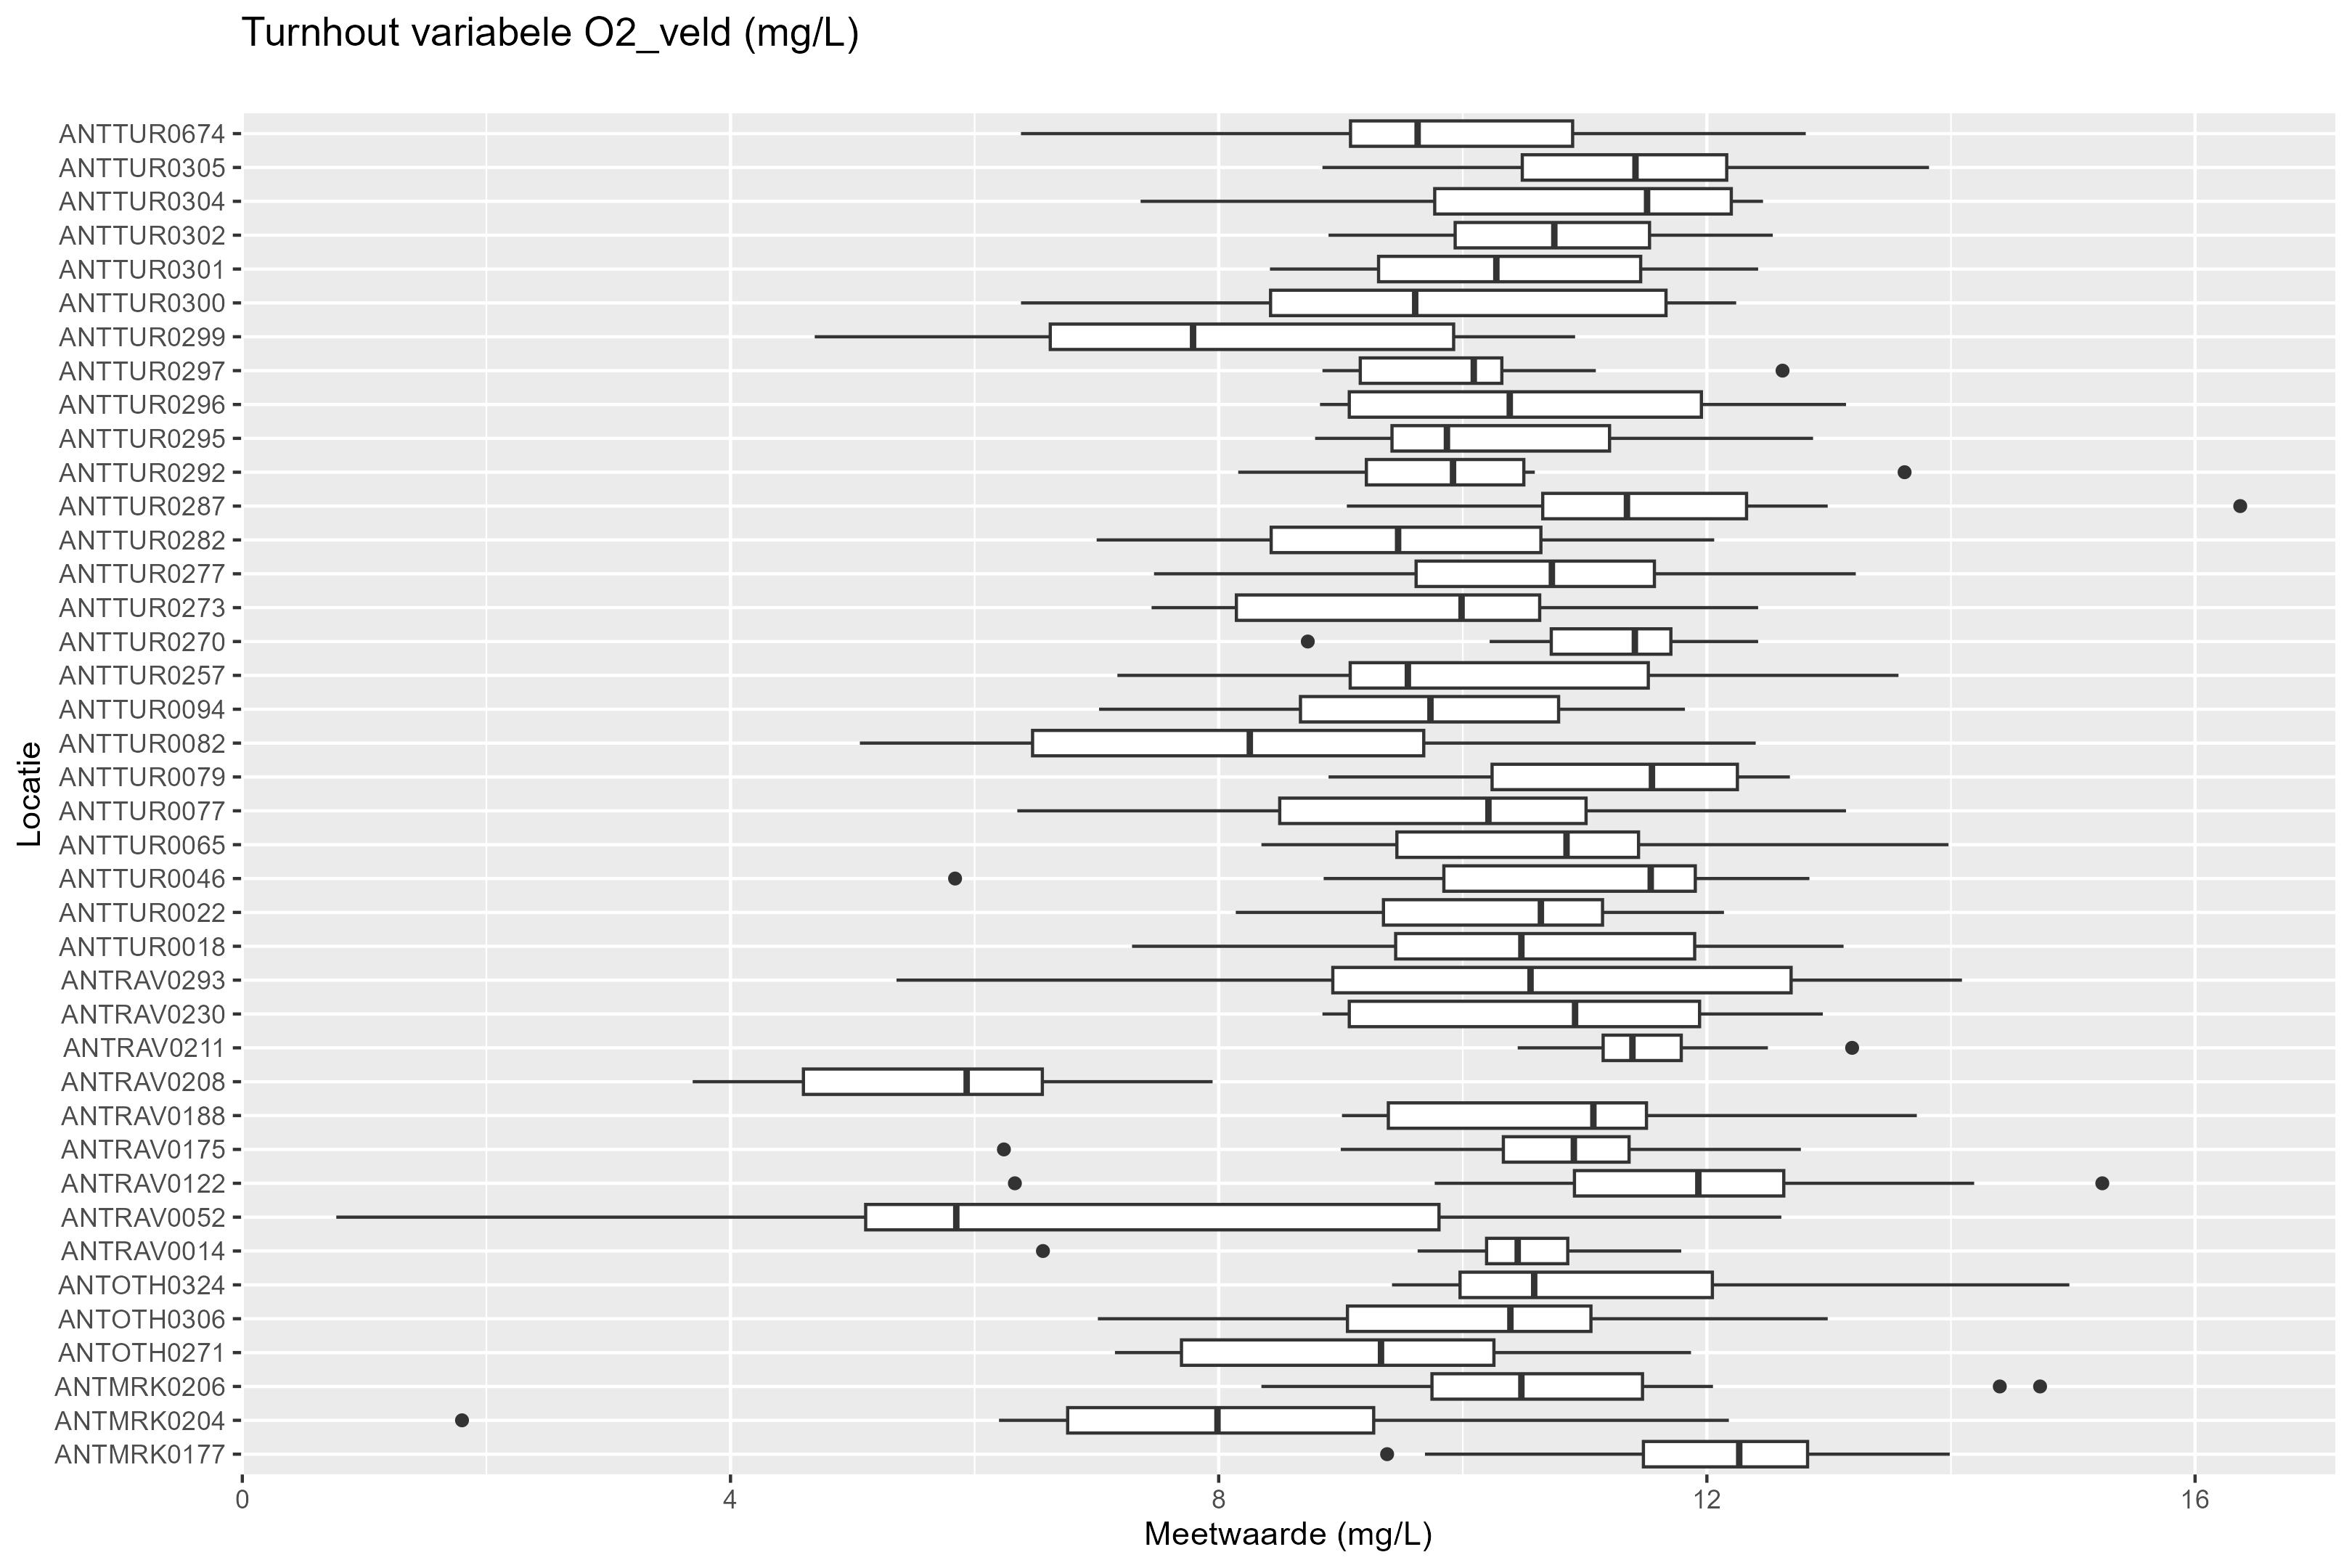 Turnhout variabele O2_veld (mg/L)
Locatie
ANTTUR0674
ANTTUR0305
ANTTUR0304
ANTTUR0302
ANTTUR0301
ANTTUR0300
ANTTUR0299
ANTTUR0297
ANTTUR0296
ANTTUR0295
ANTTUR0292
ANTTUR0287
ANTTUR0282
ANTTUR0277
ANTTUR0273
ANTTUR0270
ANTTUR0257
ANTTUR0094
ANTTUR0082
ANTTUR0079
ANTTUR0077
ANTTUR0065
ANTTUR0046
ANTTUR0022
ANTTUR0018
ANTRAV0293
ANTRAV0230
ANTRAV0211
ANTRAV0208
ANTRAV0188
ANTRAV0175
ANTRAV0122
ANTRAV0052
ANTRAV0014
ANTOTH0324
ANTOTH0306
ANTOTH0271
ANTMRK0206
ANTMRK0204
ANTMRK0177
0 4 8 12 16
Meetwaarde (mg/L)